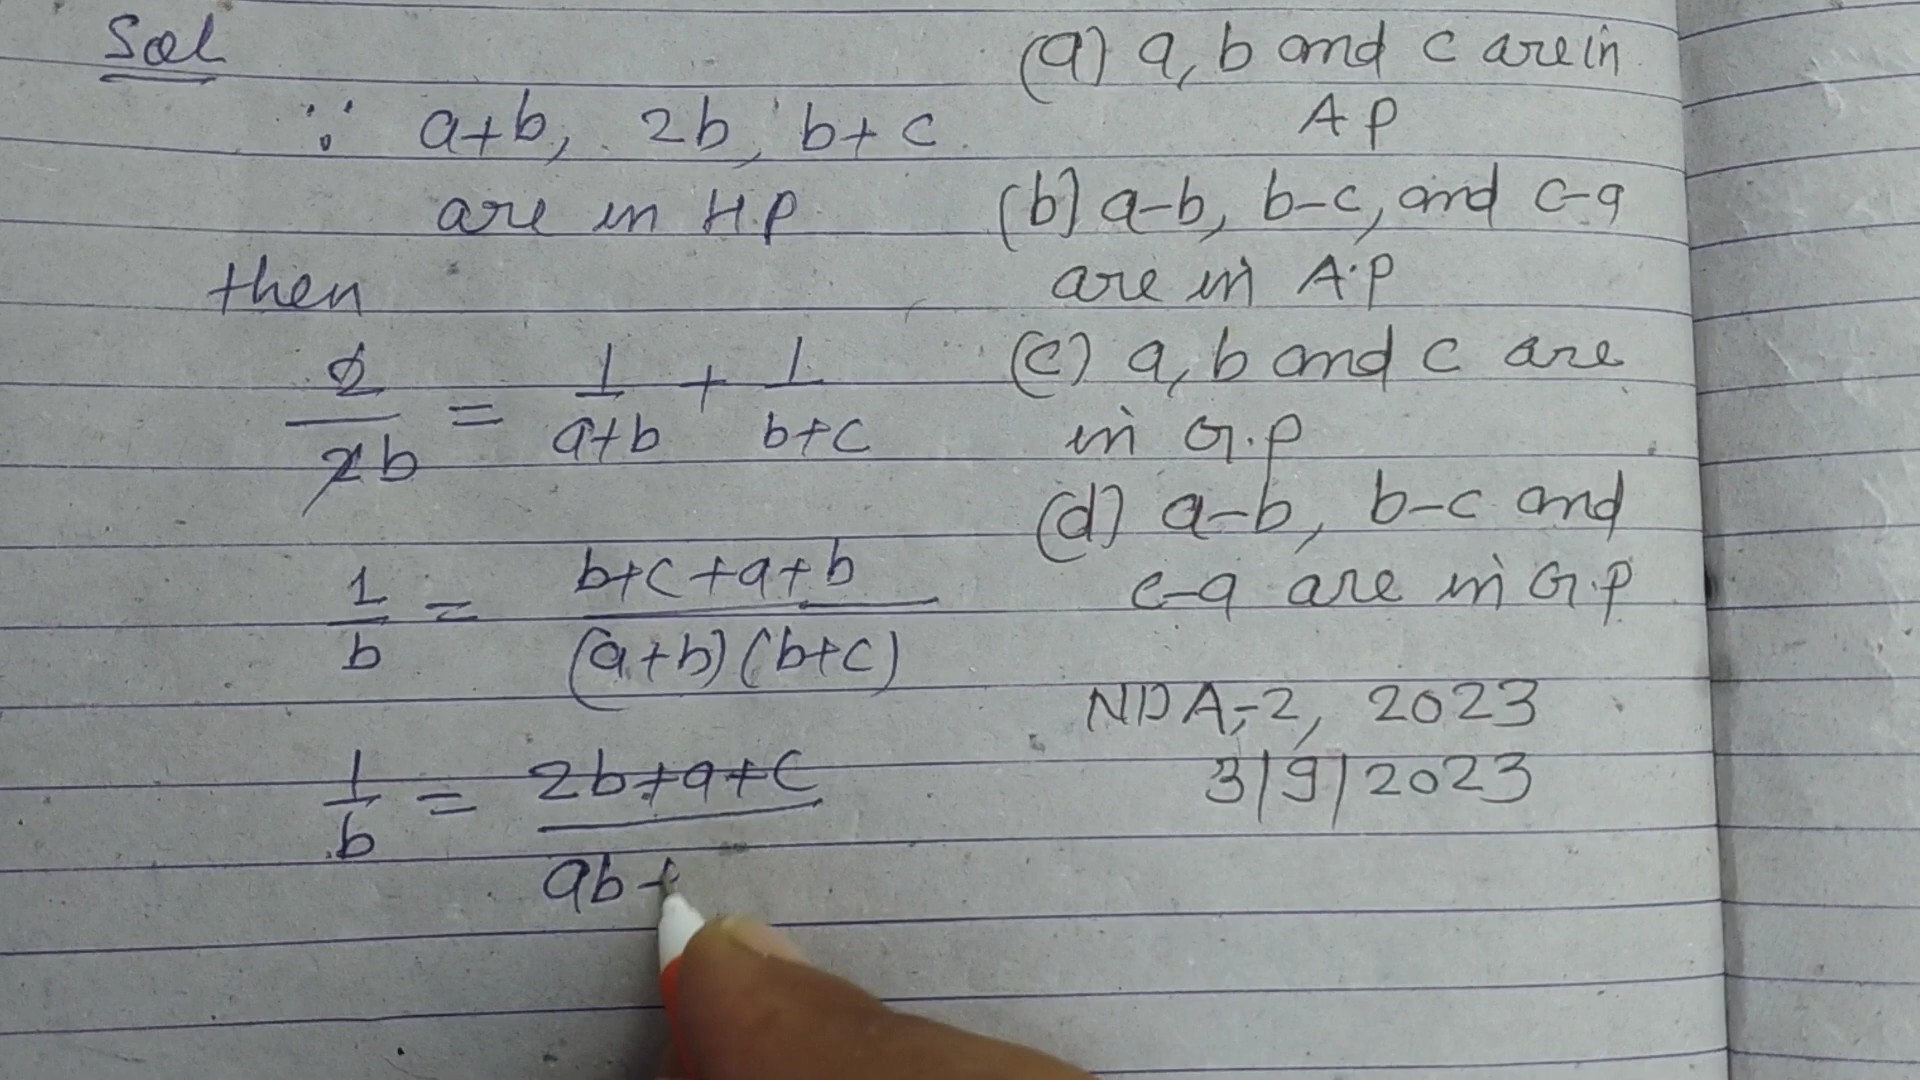 Sol
∵ a+b, 2b, b+c
are in H.P
then
2/2b = 1/a+b + 1/b+c
1/b = b+c+a+b/(a+b)(b+c)
1/b = 2b+a+c/ab+
(a) a, b and c are in
A P
(b) a-b, b-c, and c-a
are in A.P
(c) a, b and c are
in G.P
(d) a-b, b-c and
c-a are in G.P
NDA-2, 2023
3/9/2023